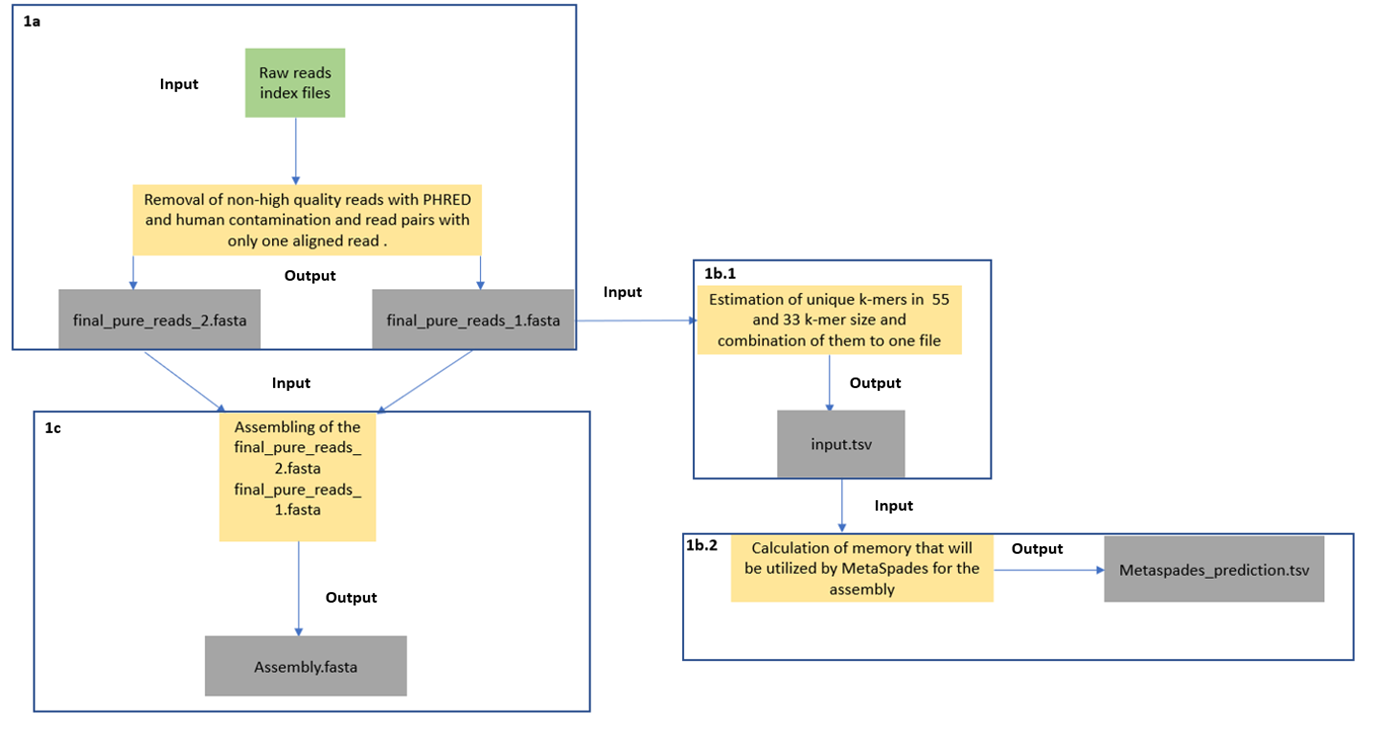 1a
Input
Raw reads
index files
Removal of non-high quality reads with PHRED
and human contamination and read pairs with
only one aligned read .
Output
final_pure_reads_2.fasta
final_pure_reads_1.fasta
Input
1b.1
Estimation of unique k-mers in 55
and 33 k-mer size and
combination of them to one file
Output
input.tsv
Input
1c
Assembling of the
final_pure_reads_
2.fasta
final_pure_reads_
1.fasta
Output
Assembly.fasta
Input
1b.2
Calculation of memory that will
be utilized by MetaSpades for the
assembly
Output
Metaspades_prediction.tsv